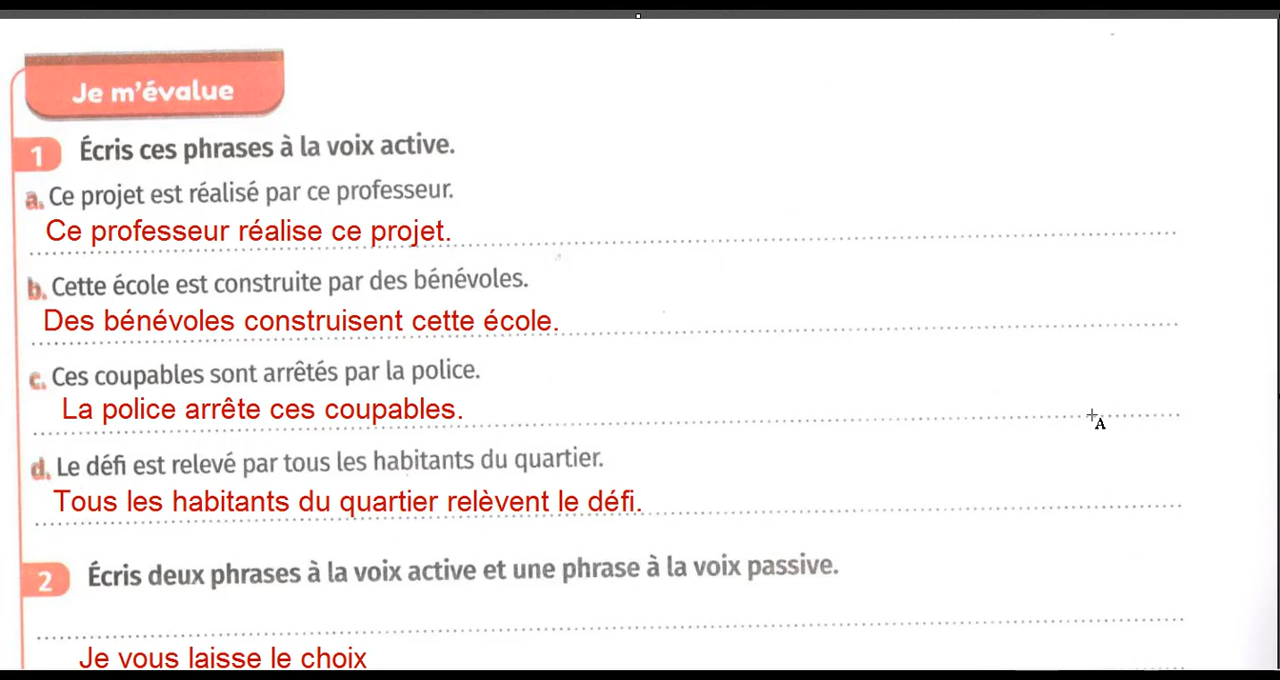 Je m'évalue
1 Écris ces phrases à la voix active.
a. Ce projet est réalisé par ce professeur.
Ce professeur réalise ce projet.
b. Cette école est construite par des bénévoles.
Des bénévoles construisent cette école.
c. Ces coupables sont arrêtés par la police.
La police arrête ces coupables.
A
d. Le défi est relevé par tous les habitants du quartier.
Tous les habitants du quartier relèvent le défi.
2 Écris deux phrases à la voix active et une phrase à la voix passive.
Je vous laisse le choix